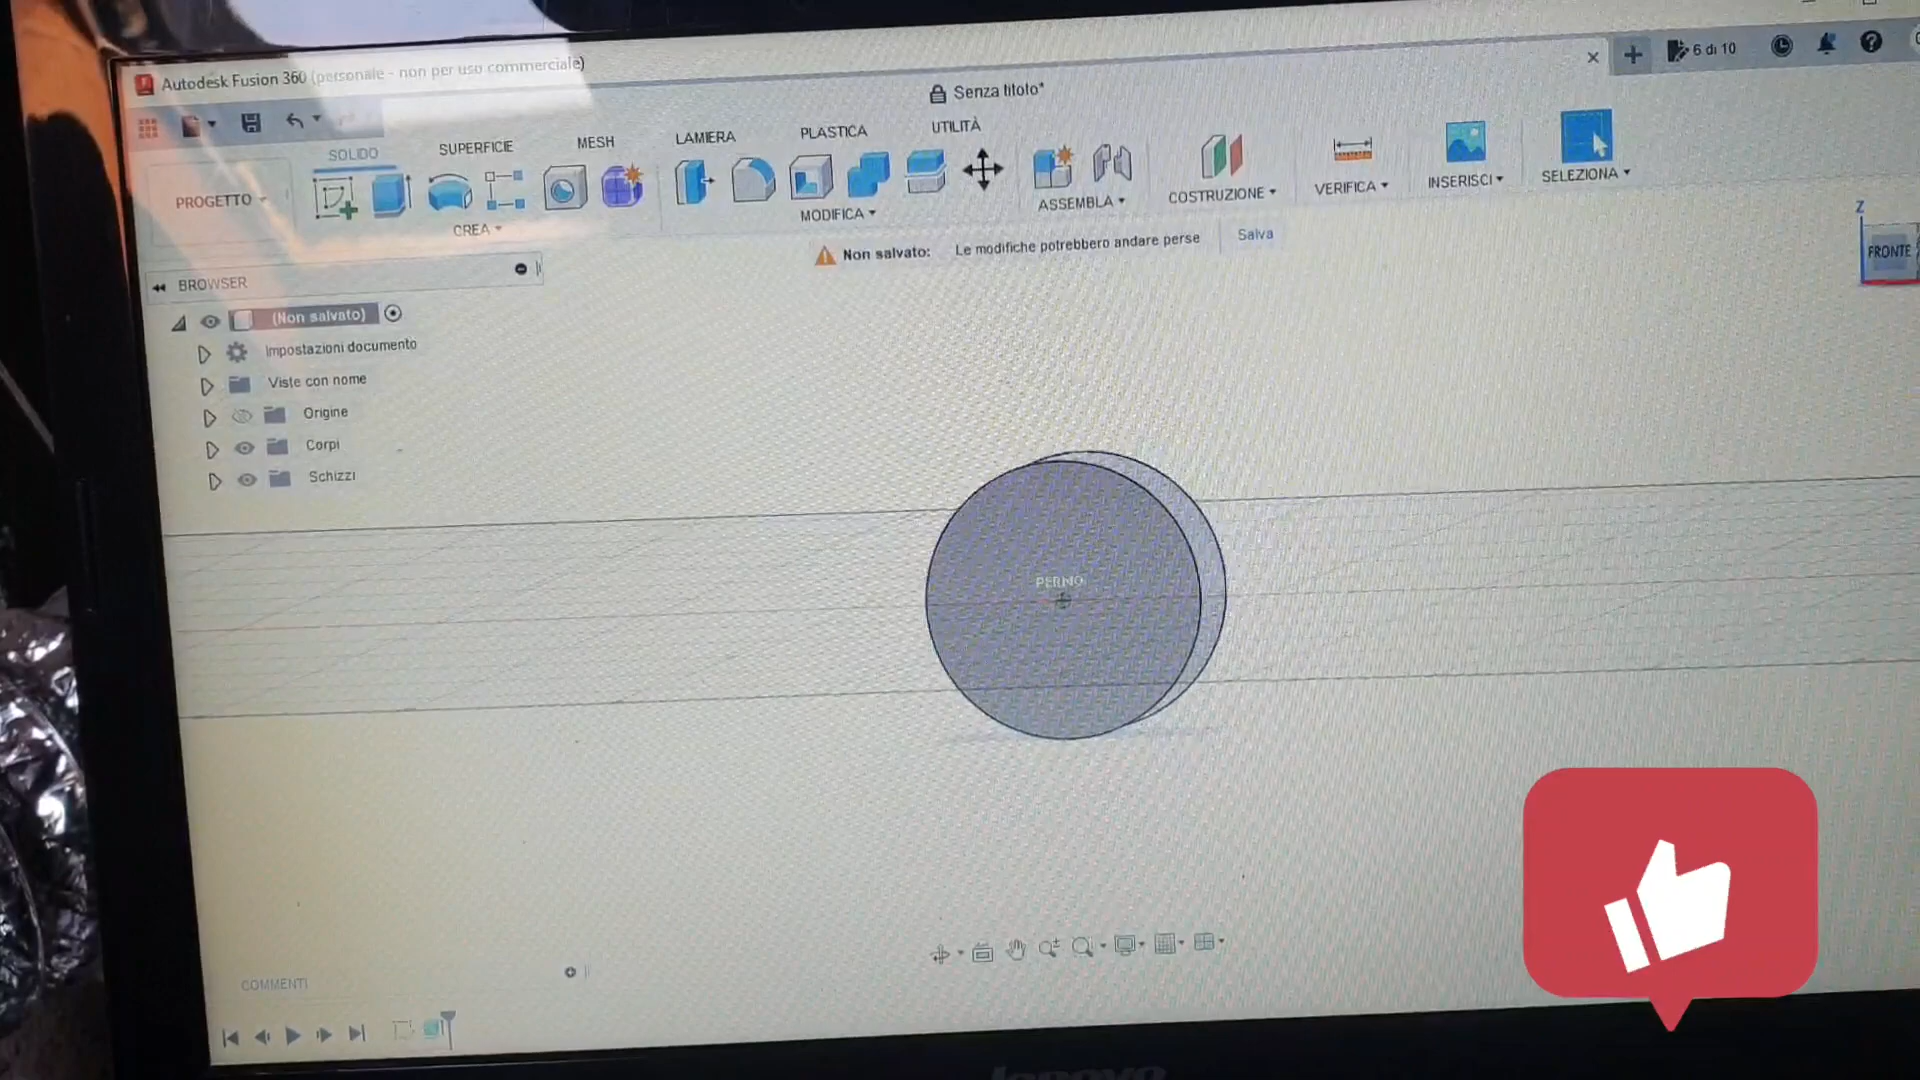 Autodesk Fusion 360 (personale - non per uso commerciale)
Senza titolo*
6 di 10
SOLIDO
SUPERFICIE
MESH
LAMIERA
PLASTICA
UTILITÀ
PROGETTO
CREA
MODIFICA
ASSEMBLA
COSTRUZIONE
VERIFICA
INSERISCI
SELEZIONA
Non salvato: Le modifiche potrebbero andare perse Salva
Z
FRONTE
BROWSER
(Non salvato)
Impostazioni documento
Viste con nome
Origine
Corpi
Schizzi
COMMENTI
lenovo